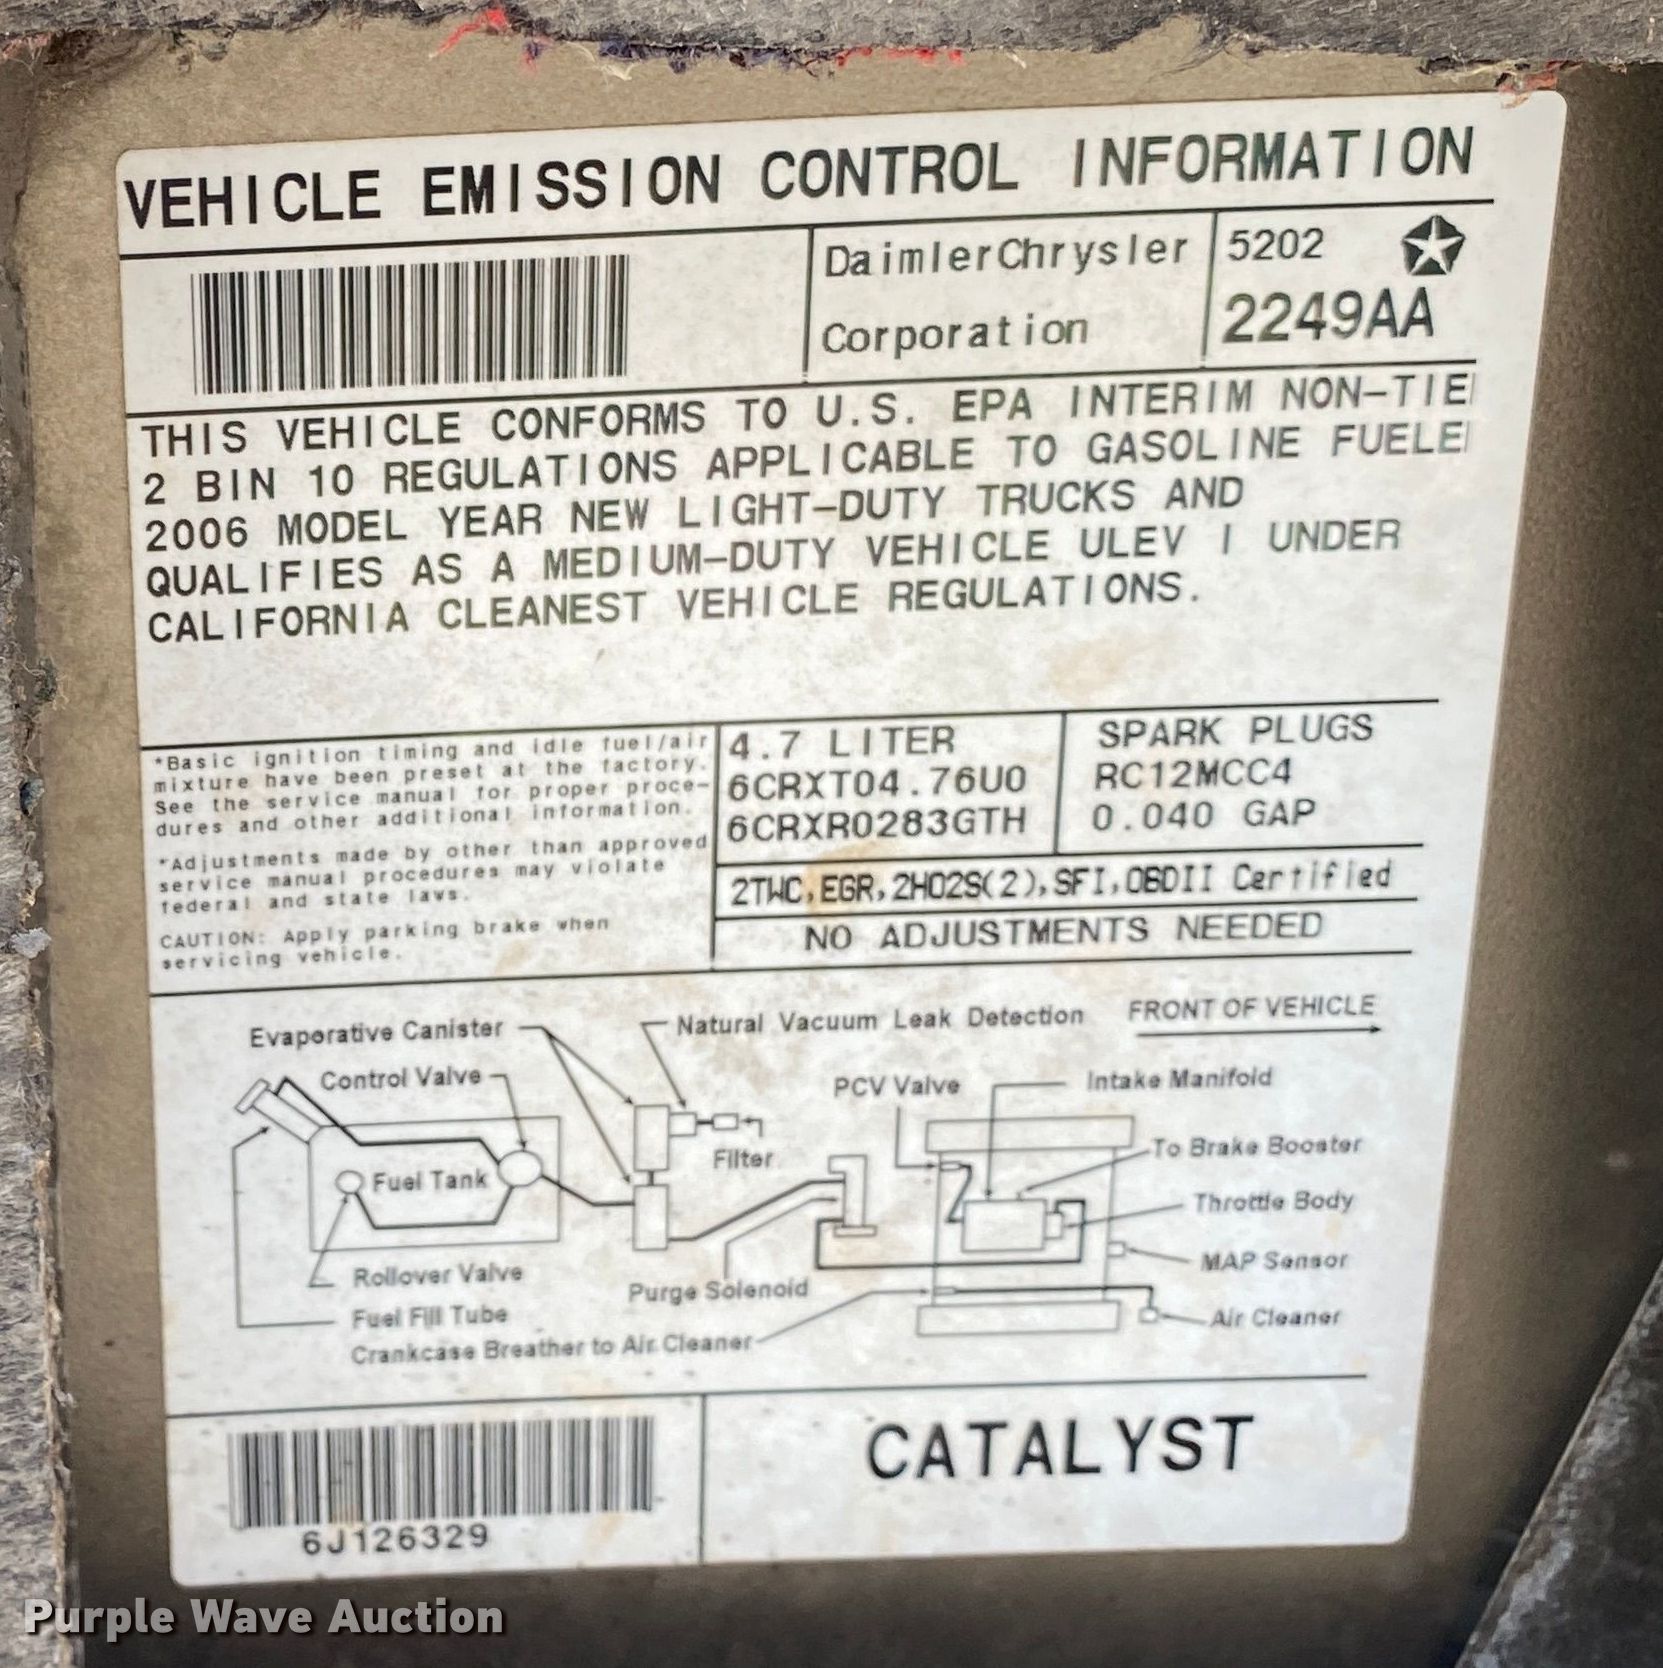 VEHICLE EMISSION CONTROL INFORMATION
DaimlerChrysler
Corporation
5202
2249AA
THIS VEHICLE CONFORMS TO U.S. EPA INTERIM NON-TIE
2 BIN 10 REGULATIONS APPLICABLE TO GASOLINE FUELE
2006 MODEL YEAR NEW LIGHT-DUTY TRUCKS AND
QUALIFIES AS A MEDIUM-DUTY VEHICLE ULEV I UNDER
CALIFORNIA CLEANEST VEHICLE REGULATIONS.
*Basic ignition timing and idle fuel/air
mixture have been preset at the factory.
See the service manual for proper proce-
dures and other additional information.
*Adjustments made by other than approved
service manual procedures may violate
federal and state laws.
CAUTION: Apply parking brake when
servicing vehicle.
4.7 LITER
6CRXT04.76U0
6CRXR0283GTH
SPARK PLUGS
RC12MCC4
0.040 GAP
2TWC,EGR,2HO2S(2),SFI,OBDII Certified
NO ADJUSTMENTS NEEDED
Evaporative Canister
Natural Vacuum Leak Detection
FRONT OF VEHICLE
Control Valve
PCV Valve
Intake Manifold
To Brake Booster
Filter
Fuel Tank
Throttle Body
MAP Sensor
Rollover Valve
Purge Solenoid
Fuel Fill Tube
Air Cleaner
Crankcase Breather to Air Cleaner
6J126329
CATALYST
Purple Wave Auction